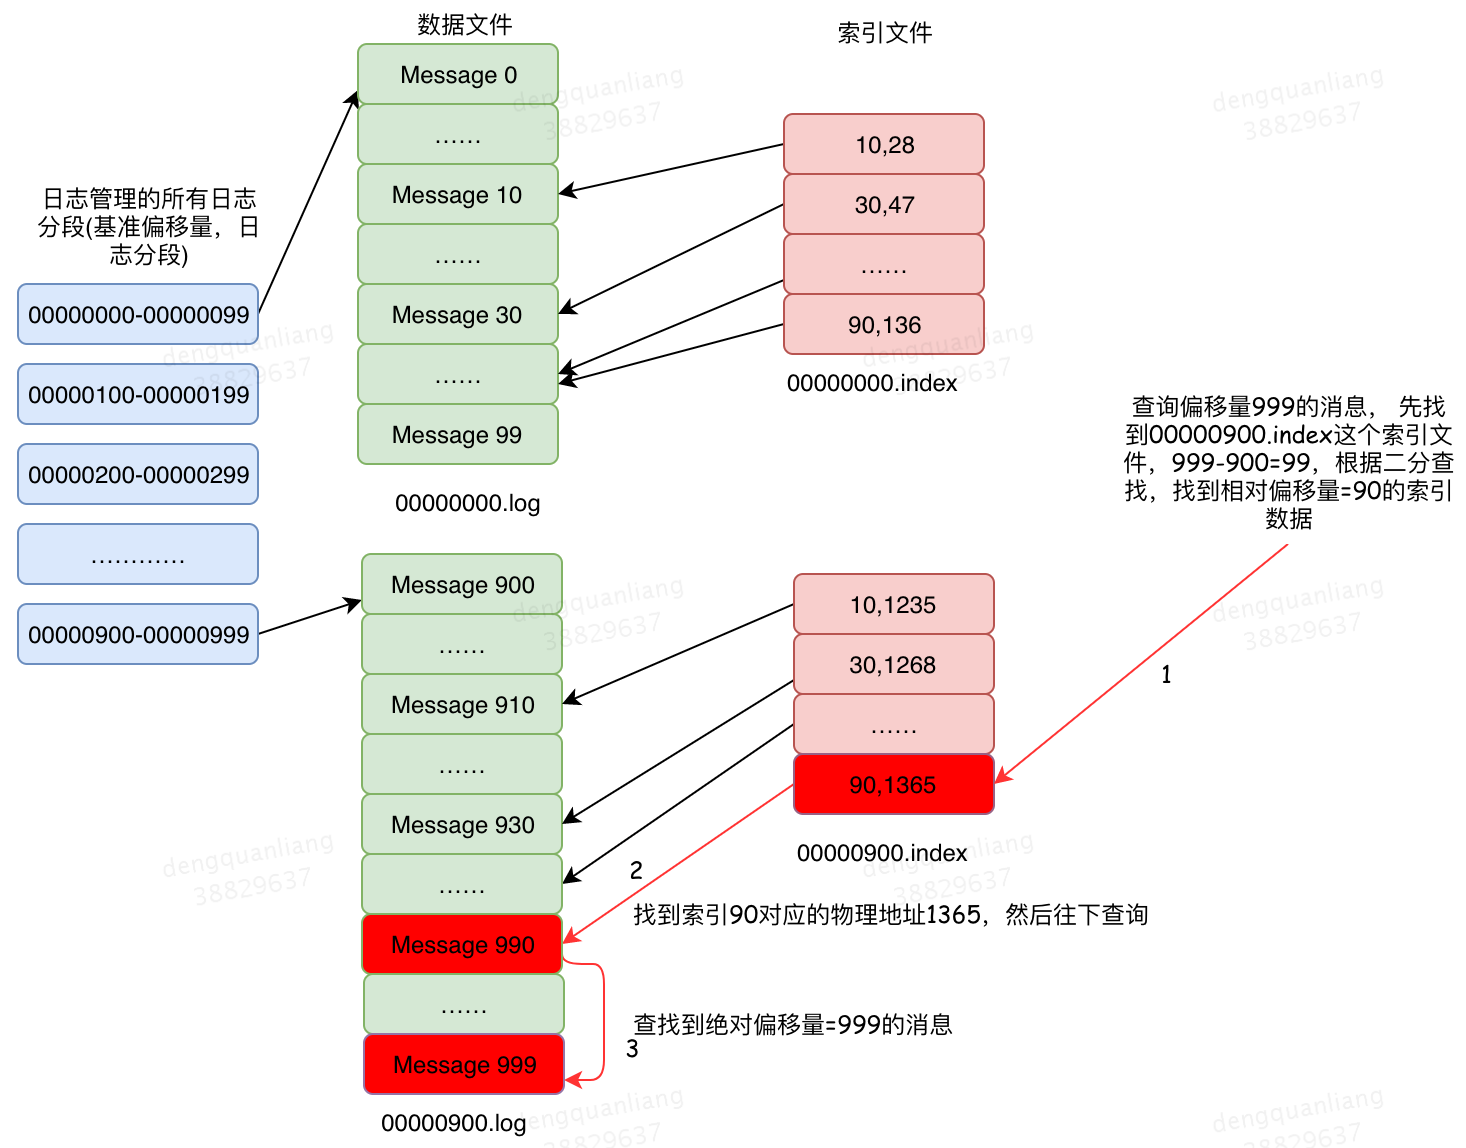 数据文件
索引文件
日志管理的所有日志
分段(基准偏移量，日
志分段)
00000000-00000099
00000100-00000199
00000200-00000299
…………
00000900-00000999
Message 0
……
Message 10
……
Message 30
……
Message 99
00000000.log
10,28
30,47
……
90,136
00000000.index
查询偏移量999的消息， 先找
到00000900.index这个索引文
件，999-900=99，根据二分查
找，找到相对偏移量=90的索引
数据
1
Message 900
……
Message 910
……
Message 930
……
Message 990
……
Message 999
00000900.log
10,1235
30,1268
……
90,1365
00000900.index
2
找到索引90对应的物理地址1365，然后往下查询
查找到绝对偏移量=999的消息
3
dengquanliang
38829637
dengquanliang
38829637
dengquanliang
38829637
dengquanliang
38829637
dengquanliang
38829637
dengquanliang
38829637
dengquanliang
38829637
dengquanliang
38829637
dengquanliang
38829637
dengquanliang
38829637